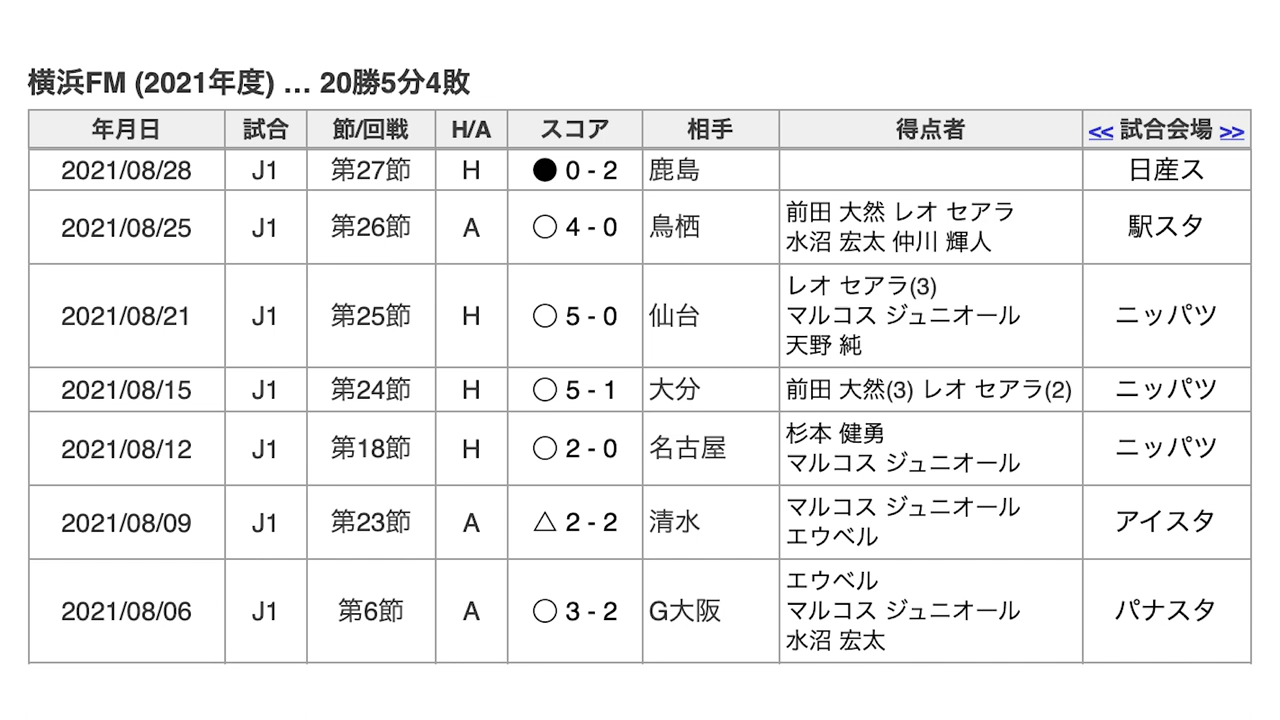 横浜FM (2021年度) … 20勝5分4敗
年月日 試合 節/回戦 H/A スコア 相手 得点者 << 試合会場 >>
2021/08/28 J1 第27節 H ● 0 - 2 鹿島 日産ス
2021/08/25 J1 第26節 A ○ 4 - 0 鳥栖 前田 大然 レオ セアラ
水沼 宏太 仲川 輝人 駅スタ
2021/08/21 J1 第25節 H ○ 5 - 0 仙台 レオ セアラ(3)
マルコス ジュニオール
天野 純 ニッパツ
2021/08/15 J1 第24節 H ○ 5 - 1 大分 前田 大然(3) レオ セアラ(2) ニッパツ
2021/08/12 J1 第18節 H ○ 2 - 0 名古屋 杉本 健勇
マルコス ジュニオール ニッパツ
2021/08/09 J1 第23節 A △ 2 - 2 清水 マルコス ジュニオール
エウベル アイスタ
2021/08/06 J1 第6節 A ○ 3 - 2 G大阪 エウベル
マルコス ジュニオール
水沼 宏太 パナスタ